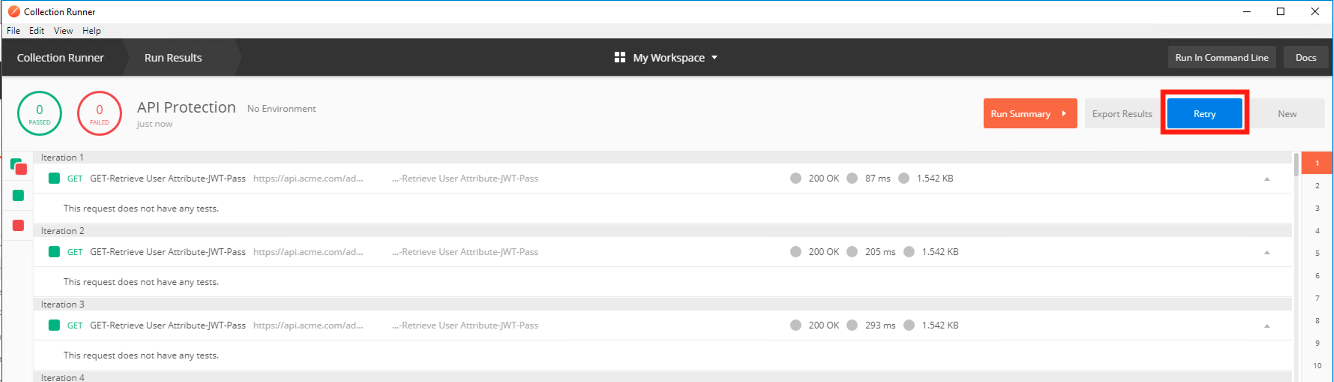 Collection Runner
File Edit View Help
Collection Runner Run Results My Workspace Run In Command Line Docs
0 PASSED 0 FAILED API Protection No Environment
just now
Run Summary Export Results Retry New
Iteration 1 1
GET GET-Retrieve User Attribute-JWT-Pass https://api.acme.com/ad... ...-Retrieve User Attribute-JWT-Pass 200 OK 87 ms 1.542 KB
2
This request does not have any tests. 3
Iteration 2 4
GET GET-Retrieve User Attribute-JWT-Pass https://api.acme.com/ad... ...-Retrieve User Attribute-JWT-Pass 200 OK 205 ms 1.542 KB 5
This request does not have any tests. 6
Iteration 3 7
GET GET-Retrieve User Attribute-JWT-Pass https://api.acme.com/ad... ...-Retrieve User Attribute-JWT-Pass 200 OK 293 ms 1.542 KB 8
This request does not have any tests. 9
Iteration 4 10